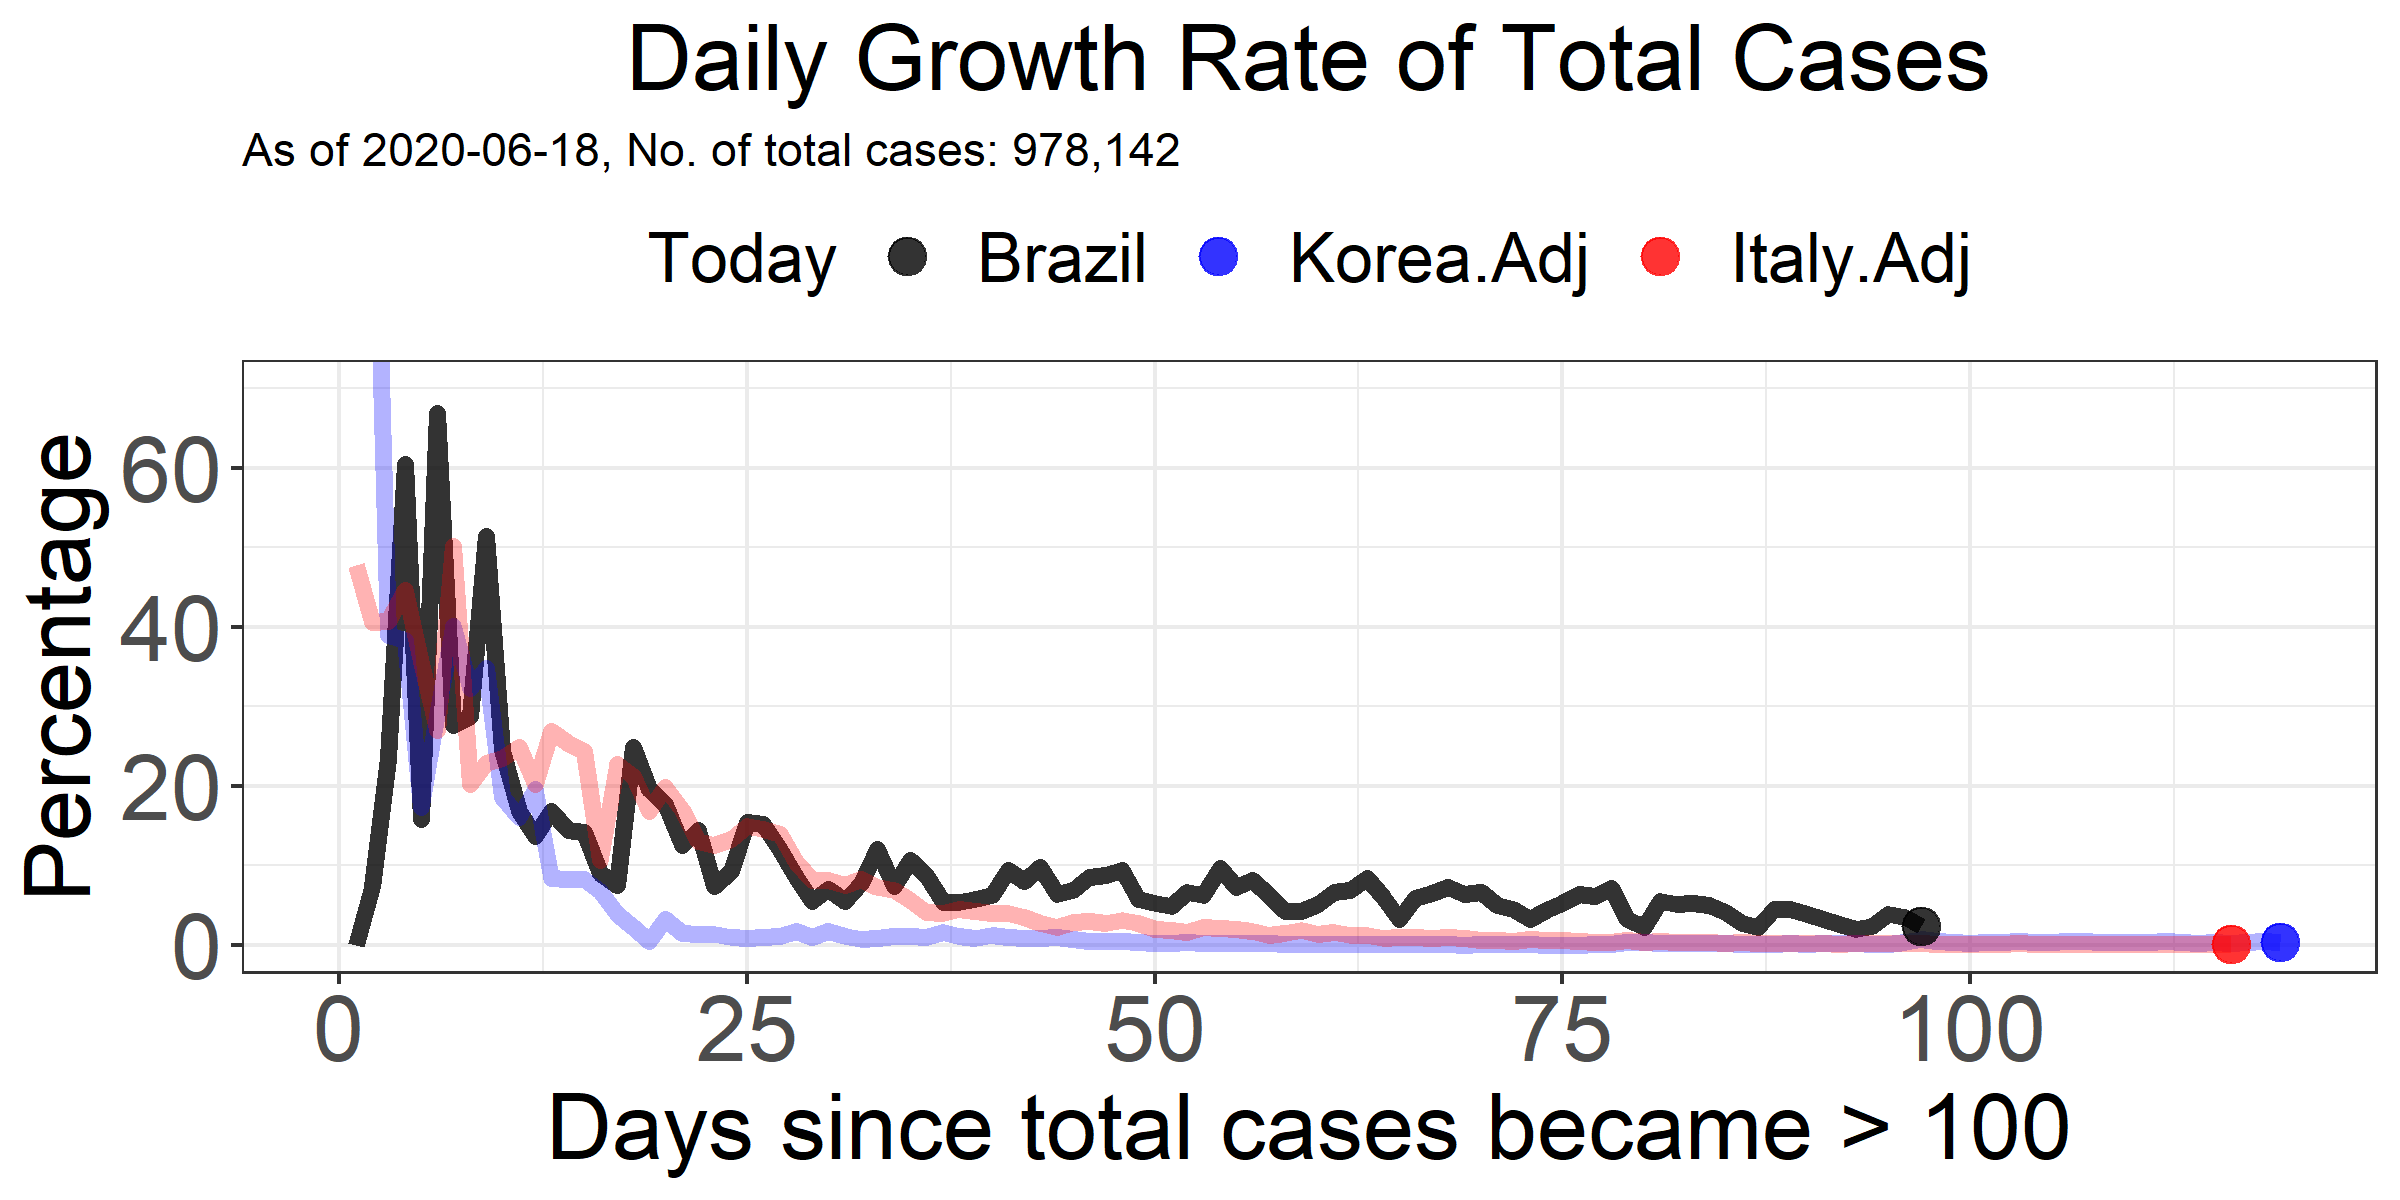 Daily Growth Rate of Total Cases
As of 2020-06-18, No. of total cases: 978,142
Today Brazil Korea.Adj Italy.Adj
Percentage
60
40
20
0
0 25 50 75 100
Days since total cases became > 100